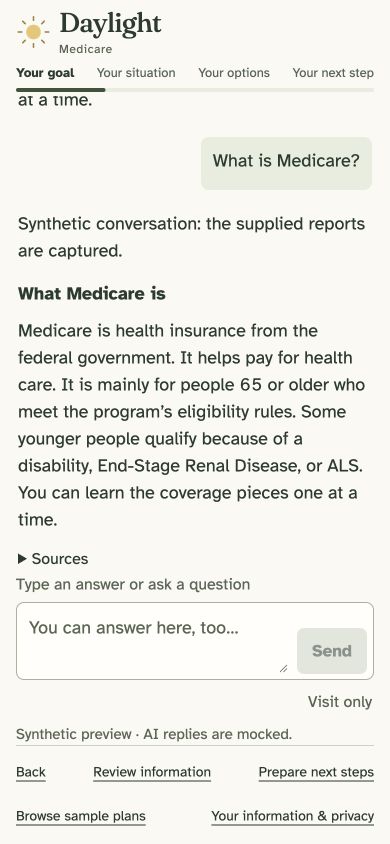 Daylight
Medicare
Your goal Your situation Your options Your next step
at a time.
What is Medicare?
Synthetic conversation: the supplied reports
are captured.
What Medicare is
Medicare is health insurance from the
federal government. It helps pay for health
care. It is mainly for people 65 or older who
meet the program’s eligibility rules. Some
younger people qualify because of a
disability, End-Stage Renal Disease, or ALS.
You can learn the coverage pieces one at a
time.
▶ Sources
Type an answer or ask a question
You can answer here, too...
Send
Visit only
Synthetic preview · AI replies are mocked.
Back Review information Prepare next steps
Browse sample plans Your information & privacy